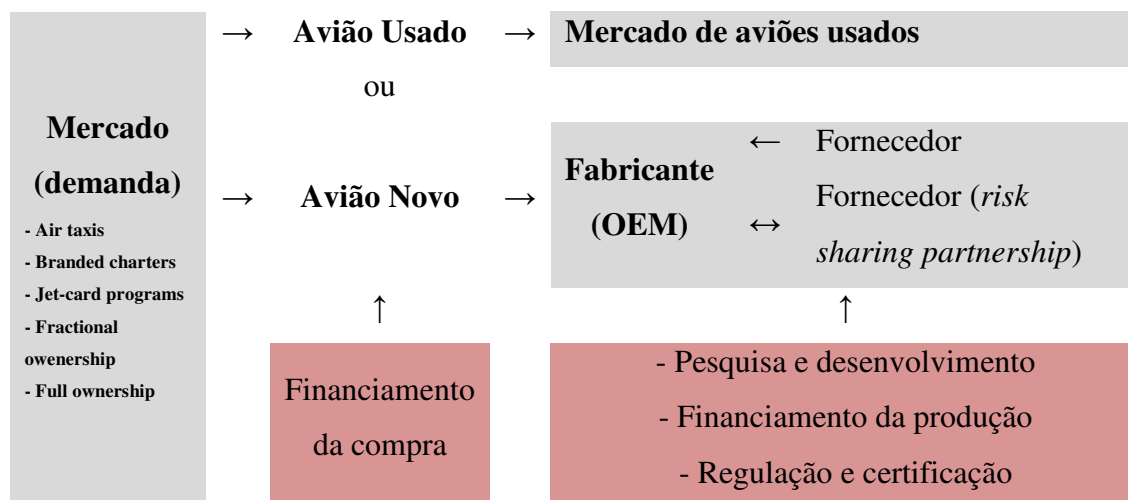 Mercado
(demanda)
- Air taxis
- Branded charters
- Jet-card programs
- Fractional
owenership
- Full ownership
→ Avião Usado → Mercado de aviões usados
ou
→ Avião Novo →
Fabricante
(OEM)
← Fornecedor
↔ Fornecedor (risk
sharing partnership)
↑
Financiamento
da compra
↑
- Pesquisa e desenvolvimento
- Financiamento da produção
- Regulação e certificação